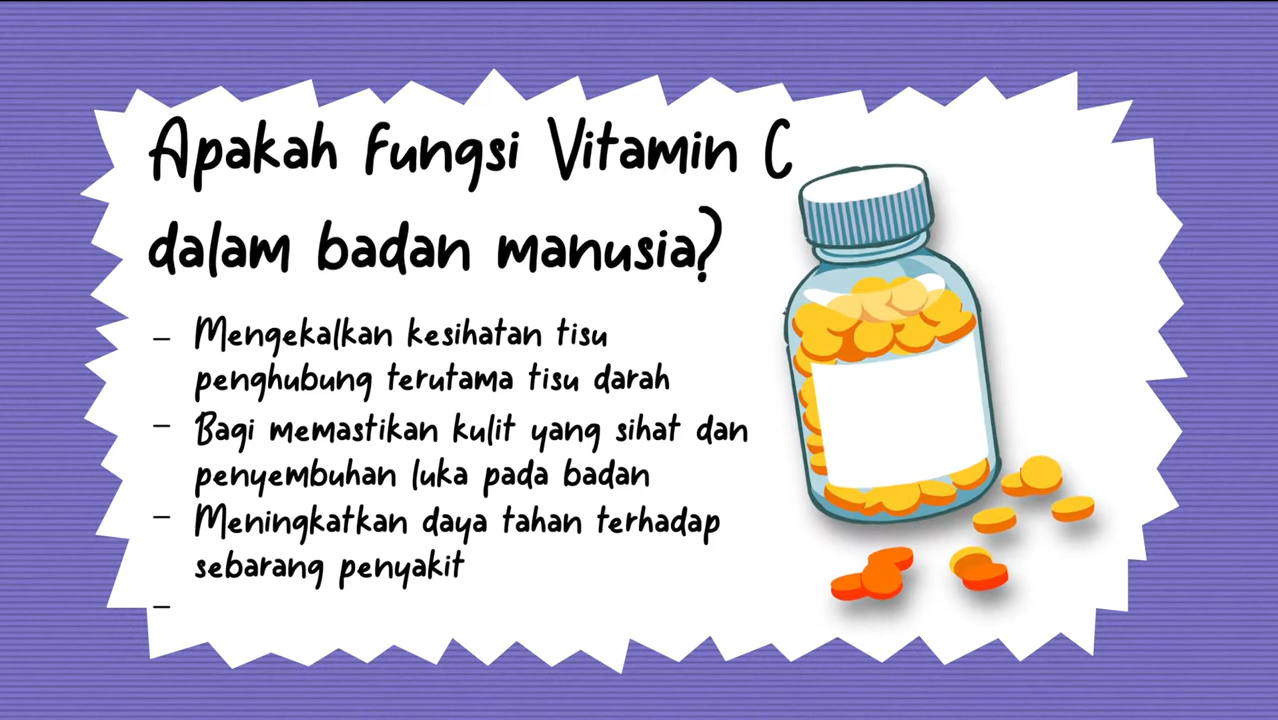 Apakah Fungsi Vitamin C
dalam badan manusia?
- Mengekalkan kesihatan tisu
penghubung terutama tisu darah
- Bagi memastikan kulit yang sihat dan
penyembuhan luka pada badan
- Meningkatkan daya tahan terhadap
sebarang penyakit
-